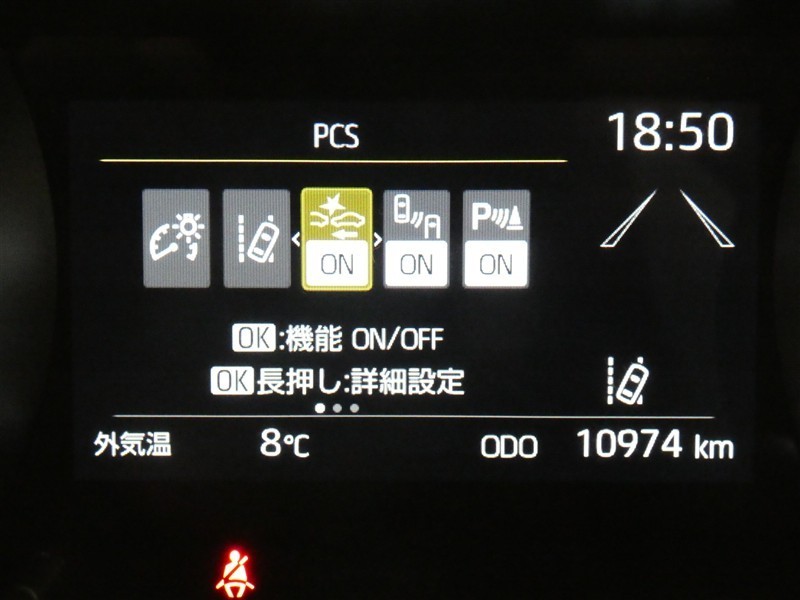 PCS
18:50
ON ON P ON
OK:機能 ON/OFF
OK長押し:詳細設定
外気温 8℃ ODO 10974 km